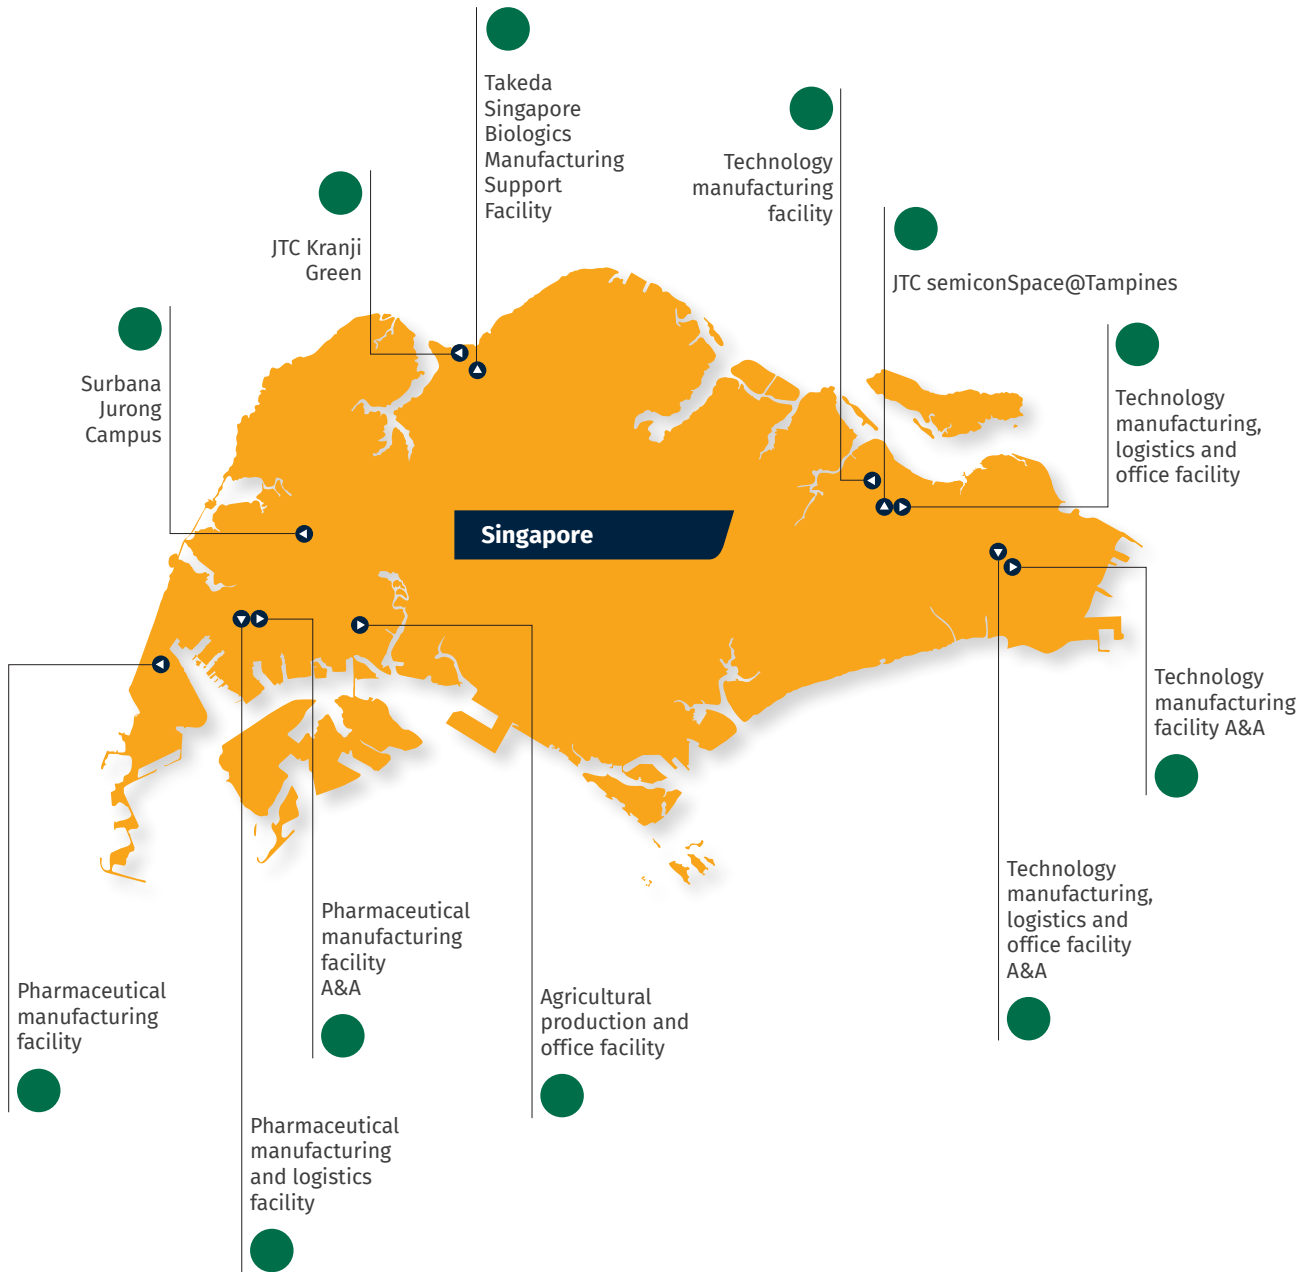 Takeda
Singapore
Biologics
Manufacturing
Support
Facility
Technology
manufacturing
facility
JTC Kranji
Green
JTC semiconSpace@Tampines
Surbana
Jurong
Campus
Technology
manufacturing,
logistics and
office facility
Singapore
Technology
manufacturing
facility A&A
Technology
manufacturing,
logistics and
office facility
A&A
Pharmaceutical
manufacturing
facility
A&A
Pharmaceutical
manufacturing
facility
Agricultural
production and
office facility
Pharmaceutical
manufacturing
and logistics
facility